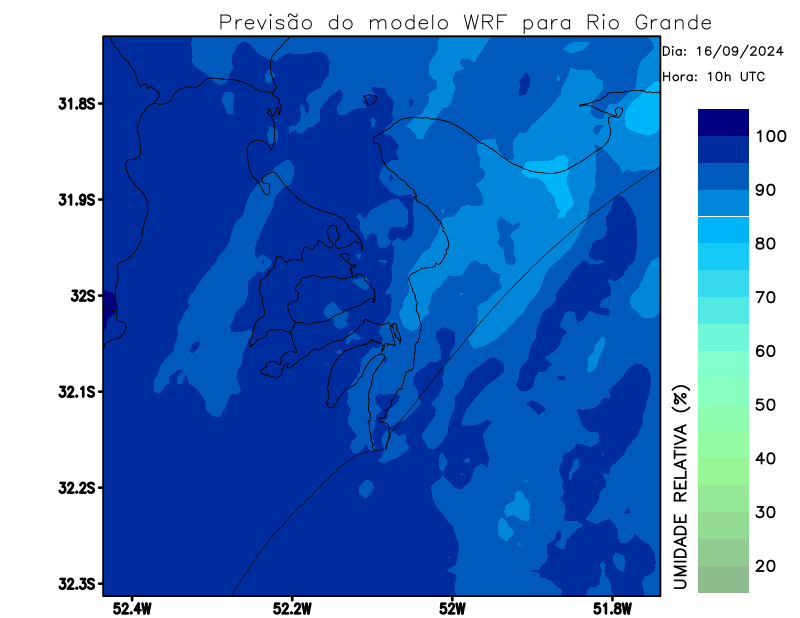 Previsão do modelo WRF para Rio Grande
Dia: 16/09/2024
Hora: 10h UTC
31.8S
31.9S
32S
32.1S
32.2S
32.3S
52.4W
52.2W
52W
51.8W
100
90
80
70
60
50
40
30
20
UMIDADE RELATIVA (%)